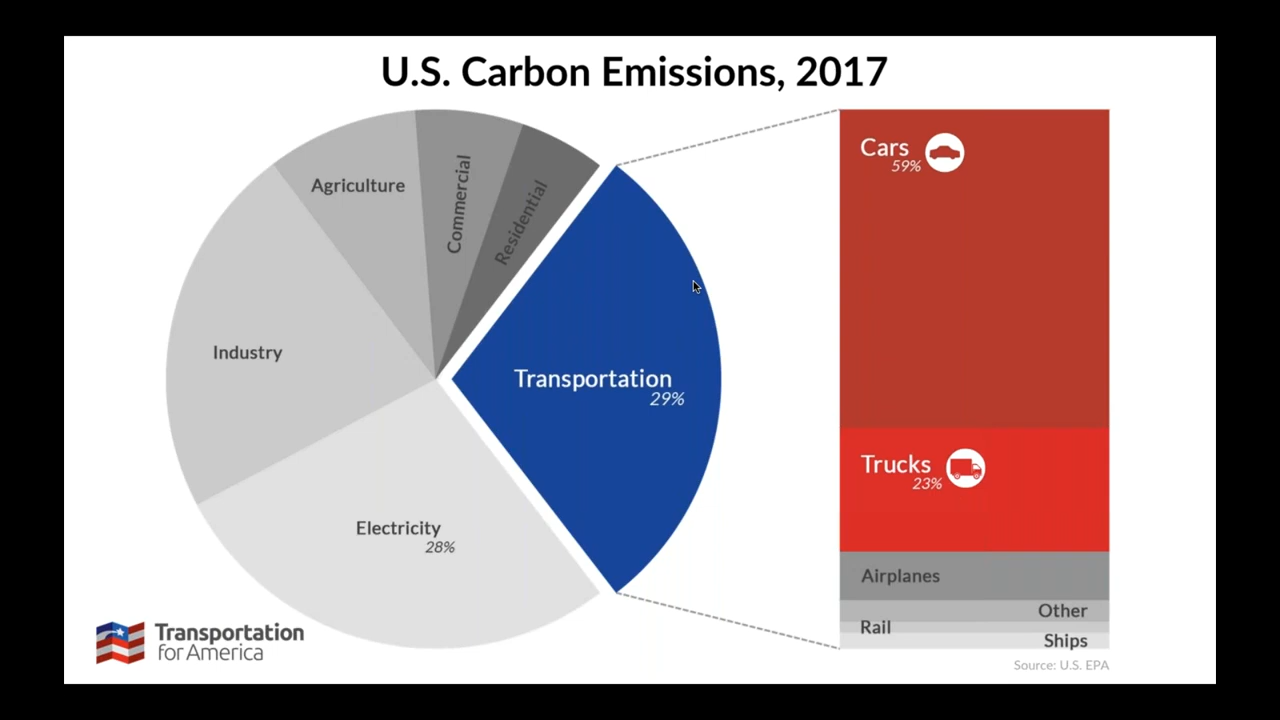 U.S. Carbon Emissions, 2017
Agriculture
Commercial
Residential
Industry
Transportation
29%
Electricity
28%
Cars
59%
Trucks
23%
Airplanes
Other
Rail
Ships
Transportation
for America
Source: U.S. EPA